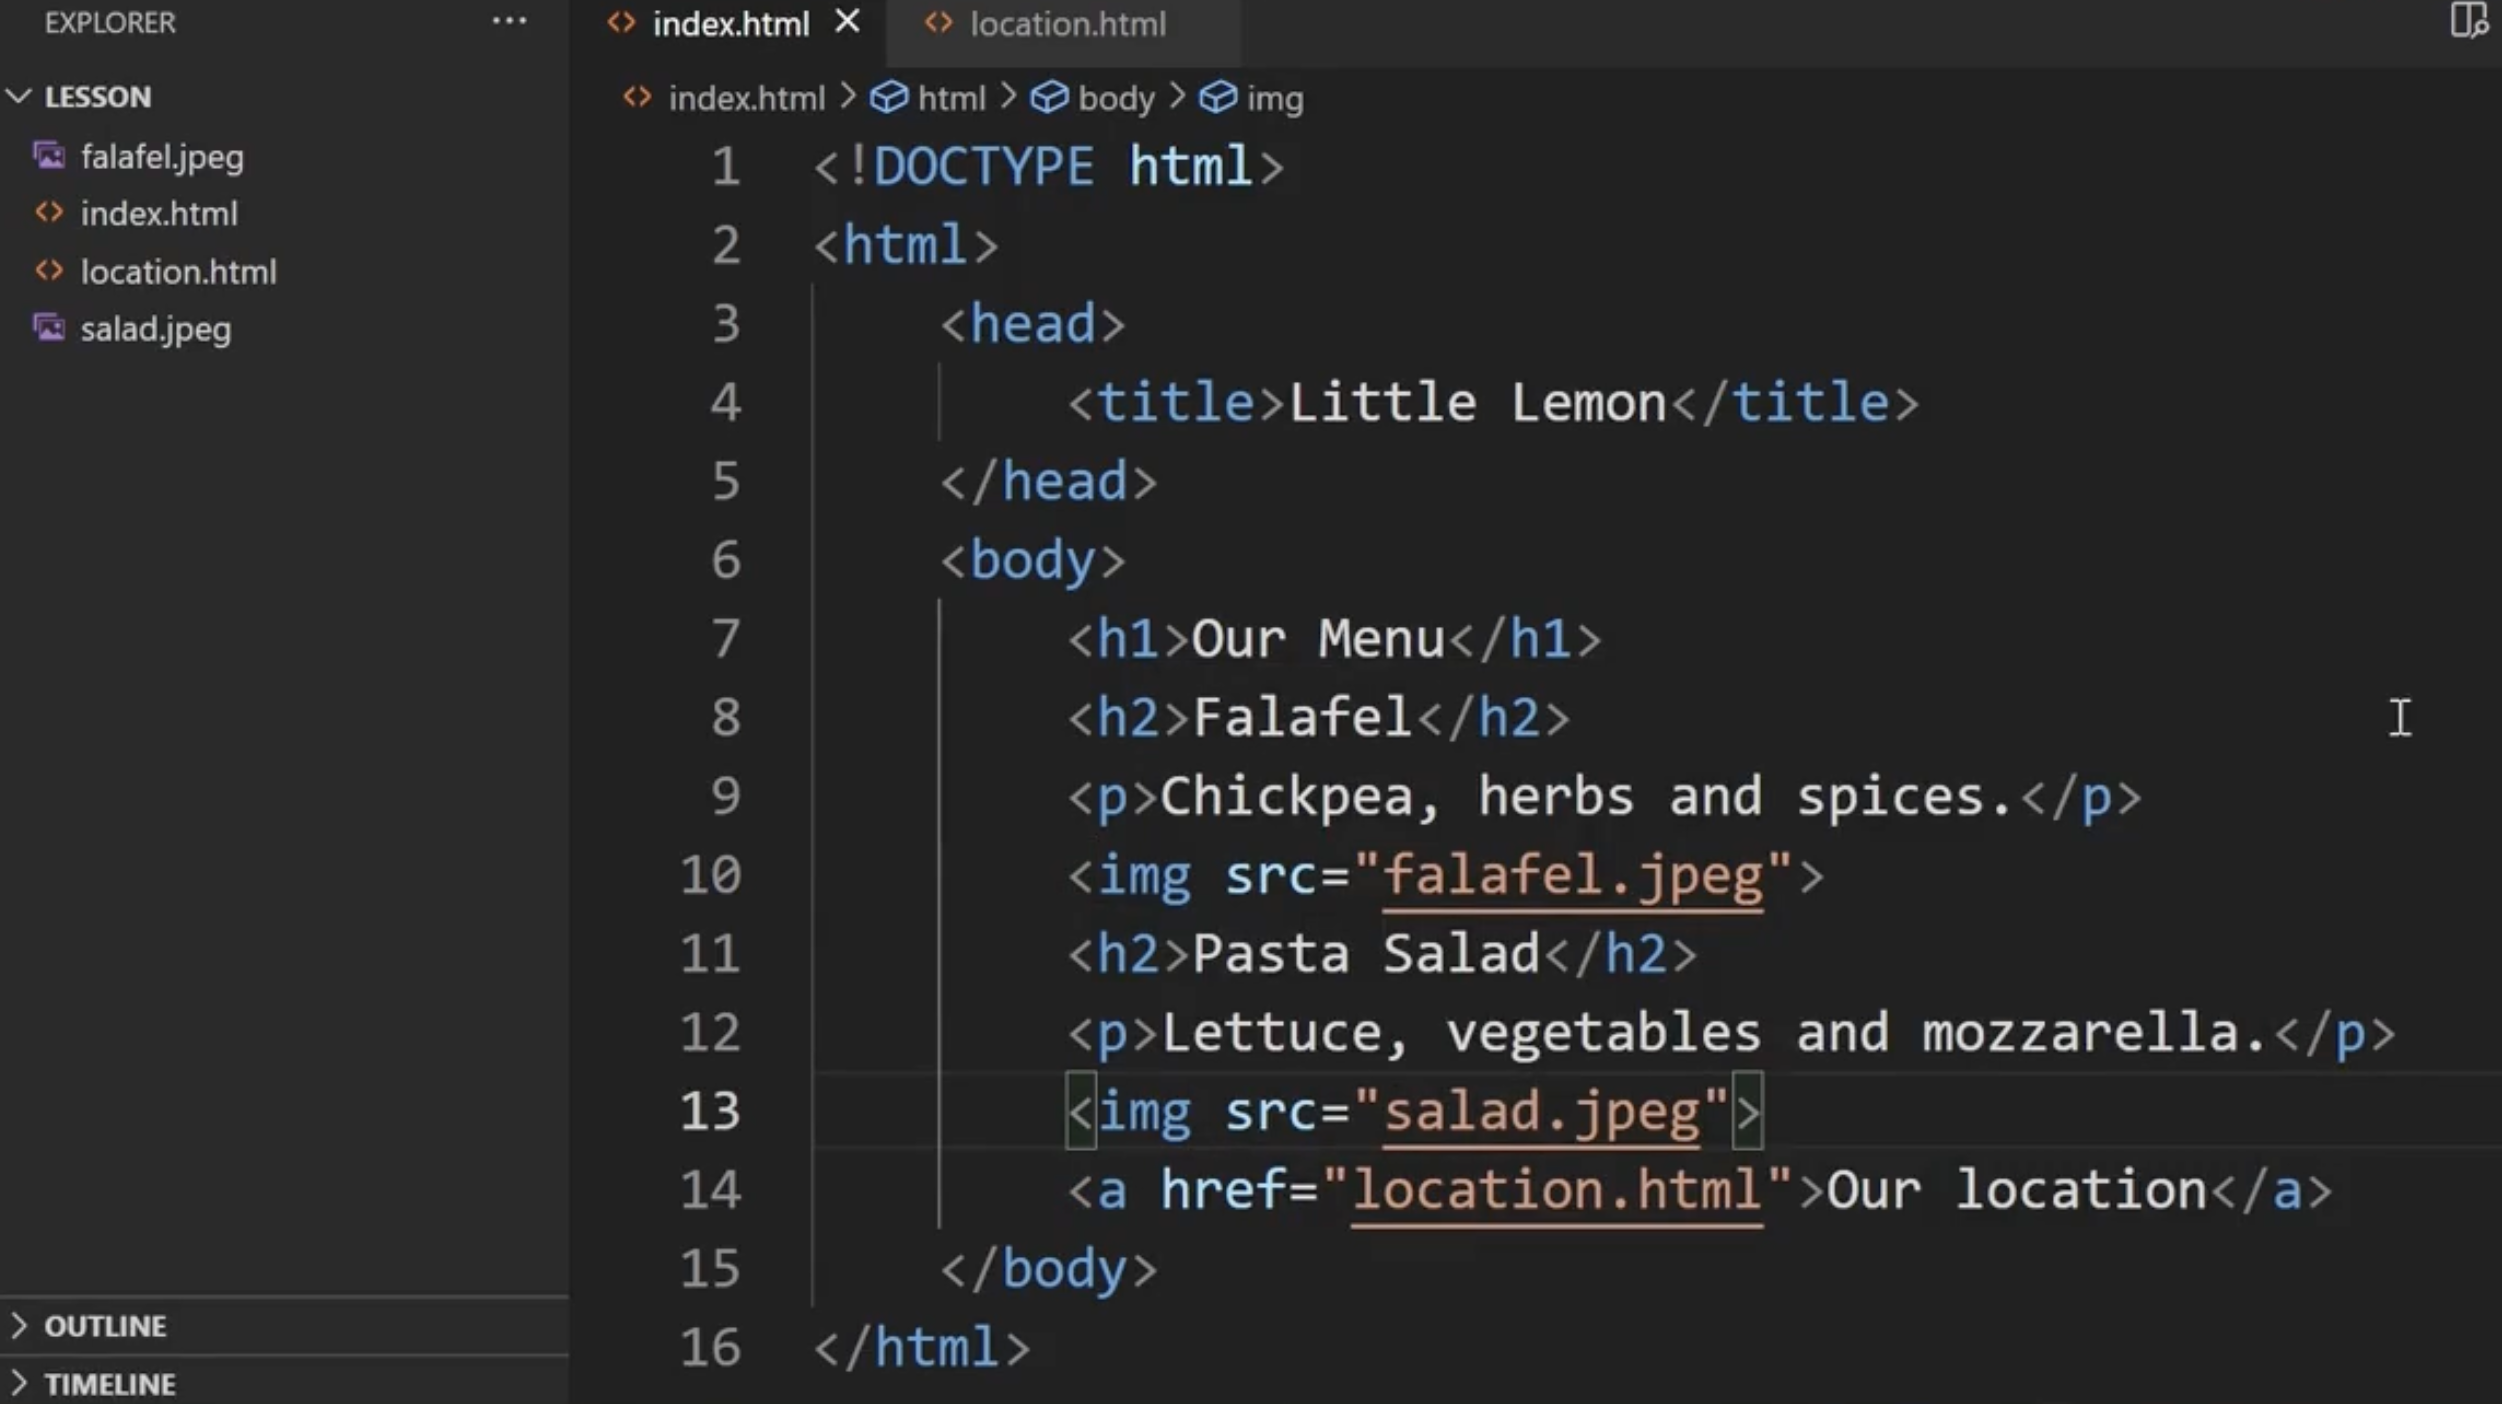 EXPLORER ...
LESSON
falafel.jpeg
index.html
location.html
salad.jpeg
OUTLINE
TIMELINE
index.html location.html
index.html > html > body > img
1 <!DOCTYPE html>
2 <html>
3 <head>
4 <title>Little Lemon</title>
5 </head>
6 <body>
7 <h1>Our Menu</h1>
8 <h2>Falafel</h2>
9 <p>Chickpea, herbs and spices.</p>
10 <img src="falafel.jpeg">
11 <h2>Pasta Salad</h2>
12 <p>Lettuce, vegetables and mozzarella.</p>
13 <img src="salad.jpeg">
14 <a href="location.html">Our location</a>
15 </body>
16 </html>